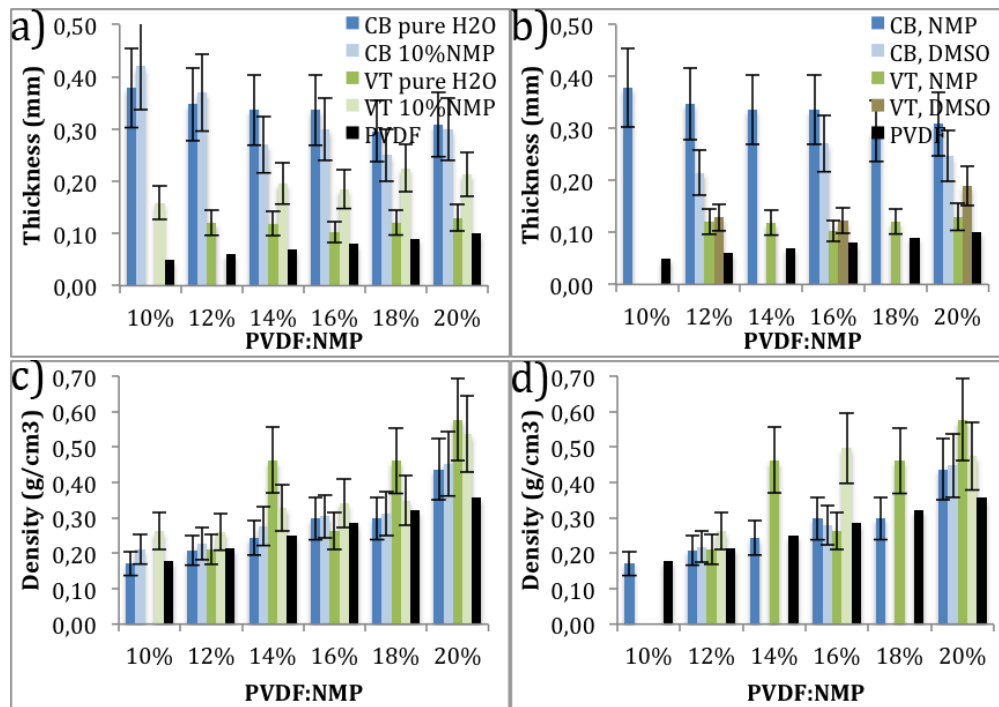 a)
Thickness (mm)
0,50
0,40
0,30
0,20
0,10
0,00
CB pure H2O
CB 10%NMP
VT pure H2O
VT 10%NMP
PVDF
10% 12% 14% 16% 18% 20%
PVDF:NMP
b)
Thickness (mm)
0,50
0,40
0,30
0,20
0,10
0,00
CB, NMP
CB, DMSO
VT, NMP
VT, DMSO
PVDF
10% 12% 14% 16% 18% 20%
PVDF:NMP
c)
Density (g/cm3)
0,70
0,60
0,50
0,40
0,30
0,20
0,10
0,00
10% 12% 14% 16% 18% 20%
PVDF:NMP
d)
Density (g/cm3)
0,70
0,60
0,50
0,40
0,30
0,20
0,10
0,00
10% 12% 14% 16% 18% 20%
PVDF:NMP